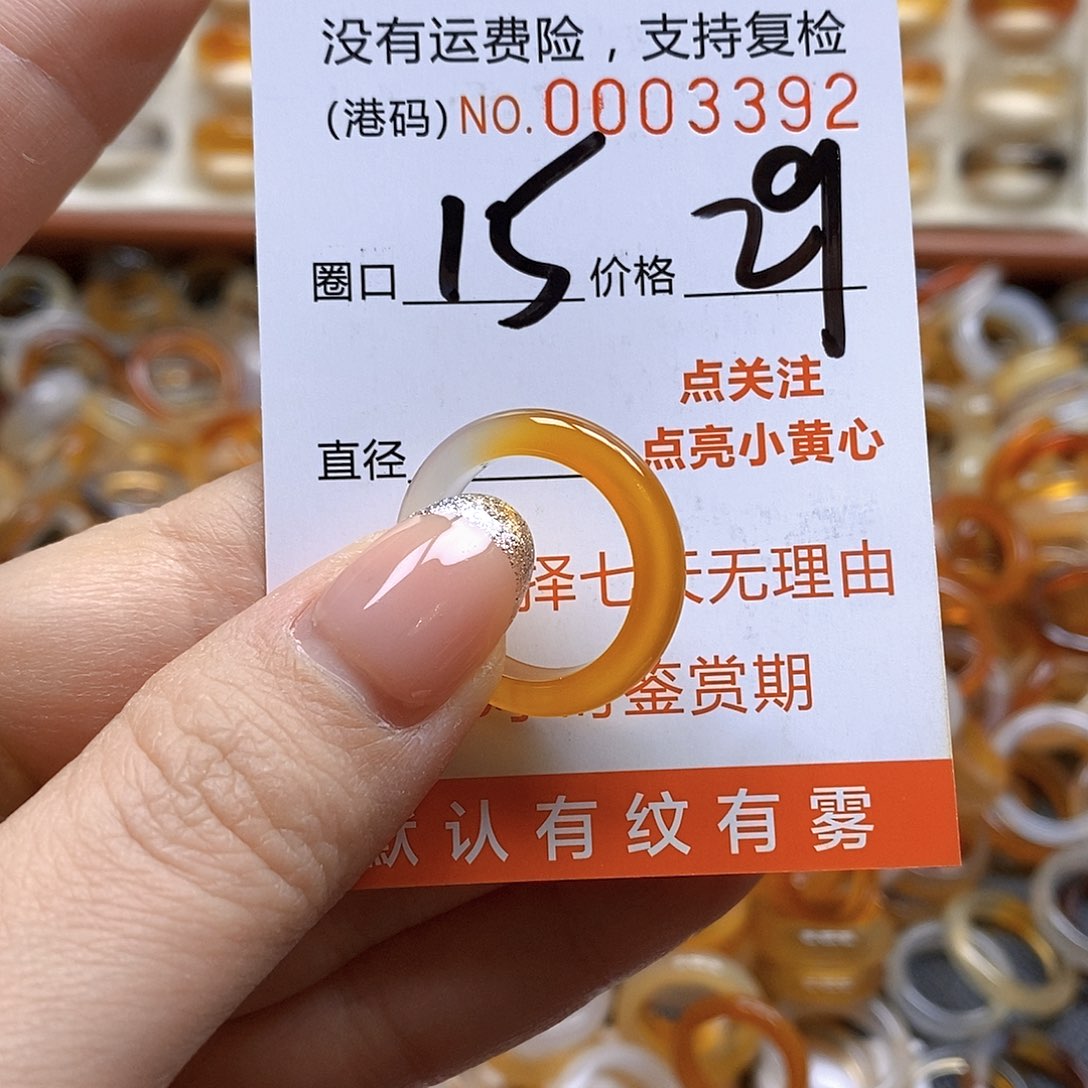 没有运费险，支持复检
(港码) NO.0003392
圈口 15 价格 29
点关注
直径
点亮小黄心
择七天无理由
鉴赏期
默认有纹有雾